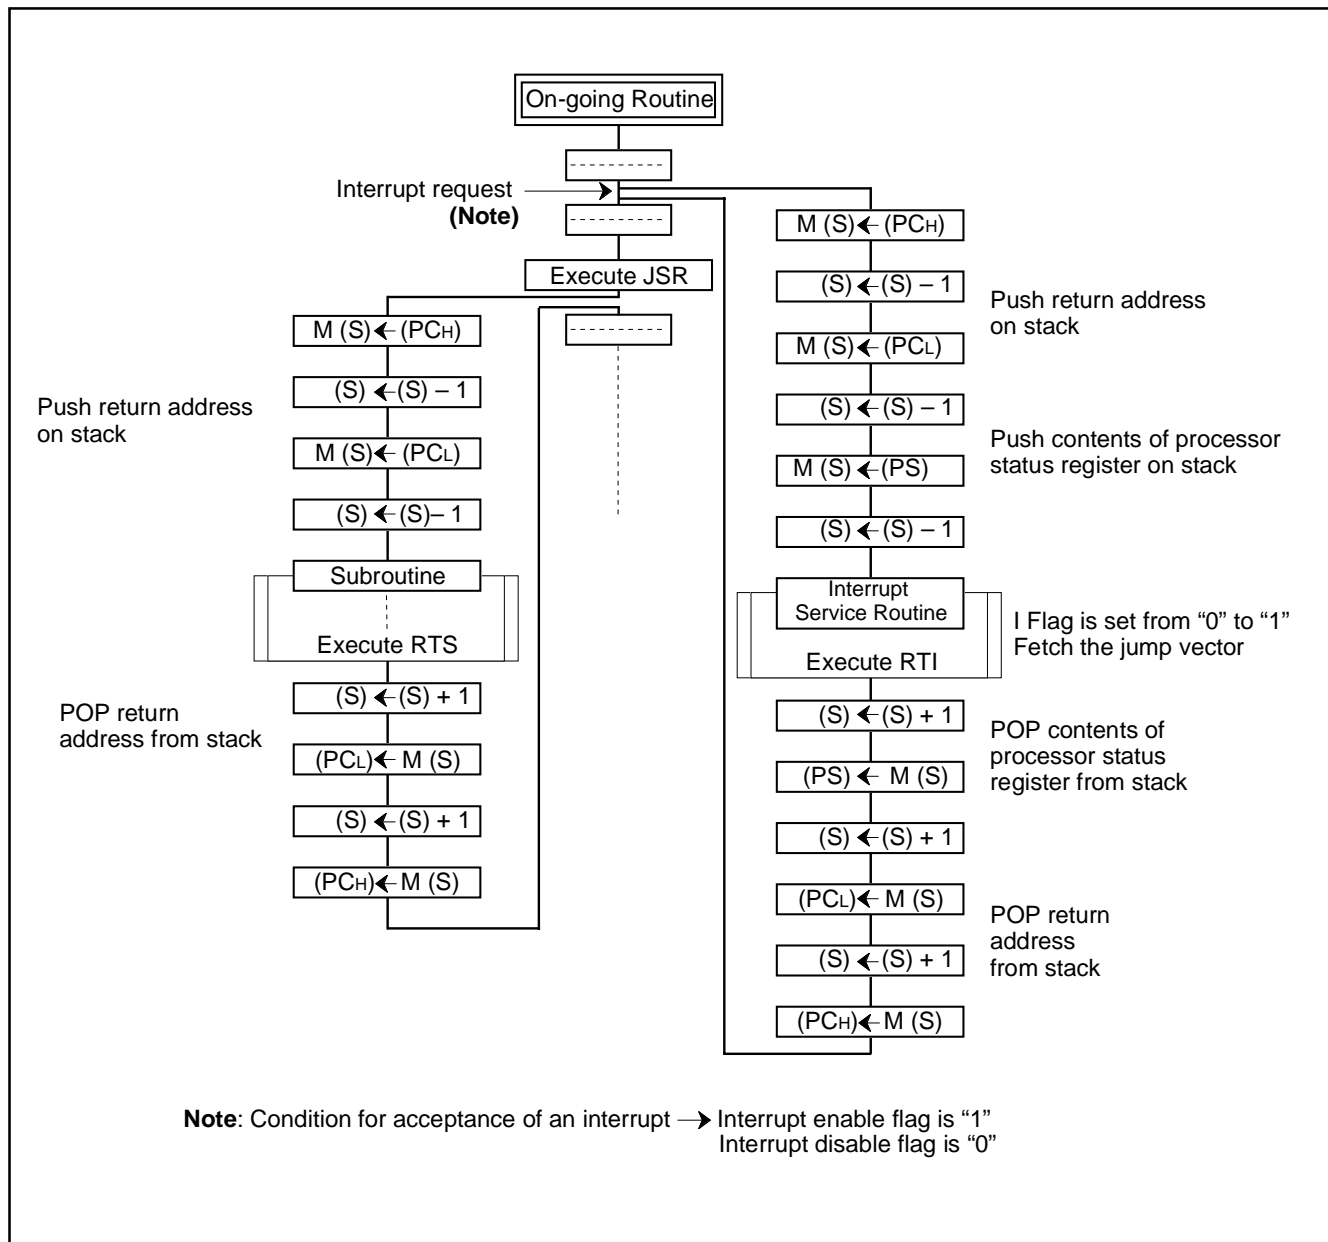 On-going Routine
Interrupt request
(Note)
Execute JSR
M (S) ← (PCH)
(S) ← (S) – 1
M (S) ← (PCL)
(S) ← (S)– 1
Push return address
on stack
Subroutine
Execute RTS
(S) ← (S) + 1
(PCL) ← M (S)
(S) ← (S) + 1
(PCH) ← M (S)
POP return
address from stack
M (S) ← (PCH)
(S) ← (S) – 1
M (S) ← (PCL)
(S) ← (S) – 1
M (S) ← (PS)
(S) ← (S) – 1
Push return address
on stack
Push contents of processor
status register on stack
Interrupt
Service Routine
Execute RTI
I Flag is set from “0” to “1”
Fetch the jump vector
(S) ← (S) + 1
(PS) ← M (S)
(S) ← (S) + 1
(PCL) ← M (S)
(S) ← (S) + 1
(PCH) ← M (S)
POP contents of
processor status
register from stack
POP return
address
from stack
Note: Condition for acceptance of an interrupt → Interrupt enable flag is “1”
Interrupt disable flag is “0”